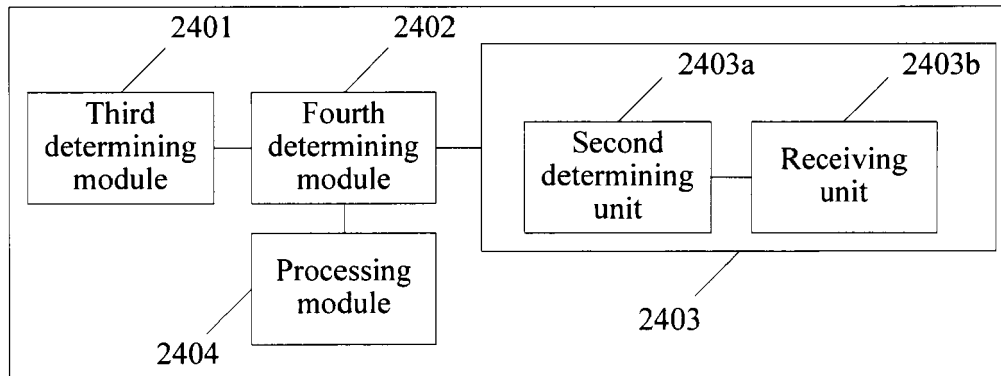 2401
2402
2403a
2403b
Third
determining
module
Fourth
determining
module
Second
determining
unit
Receiving
unit
Processing
module
2403
2404